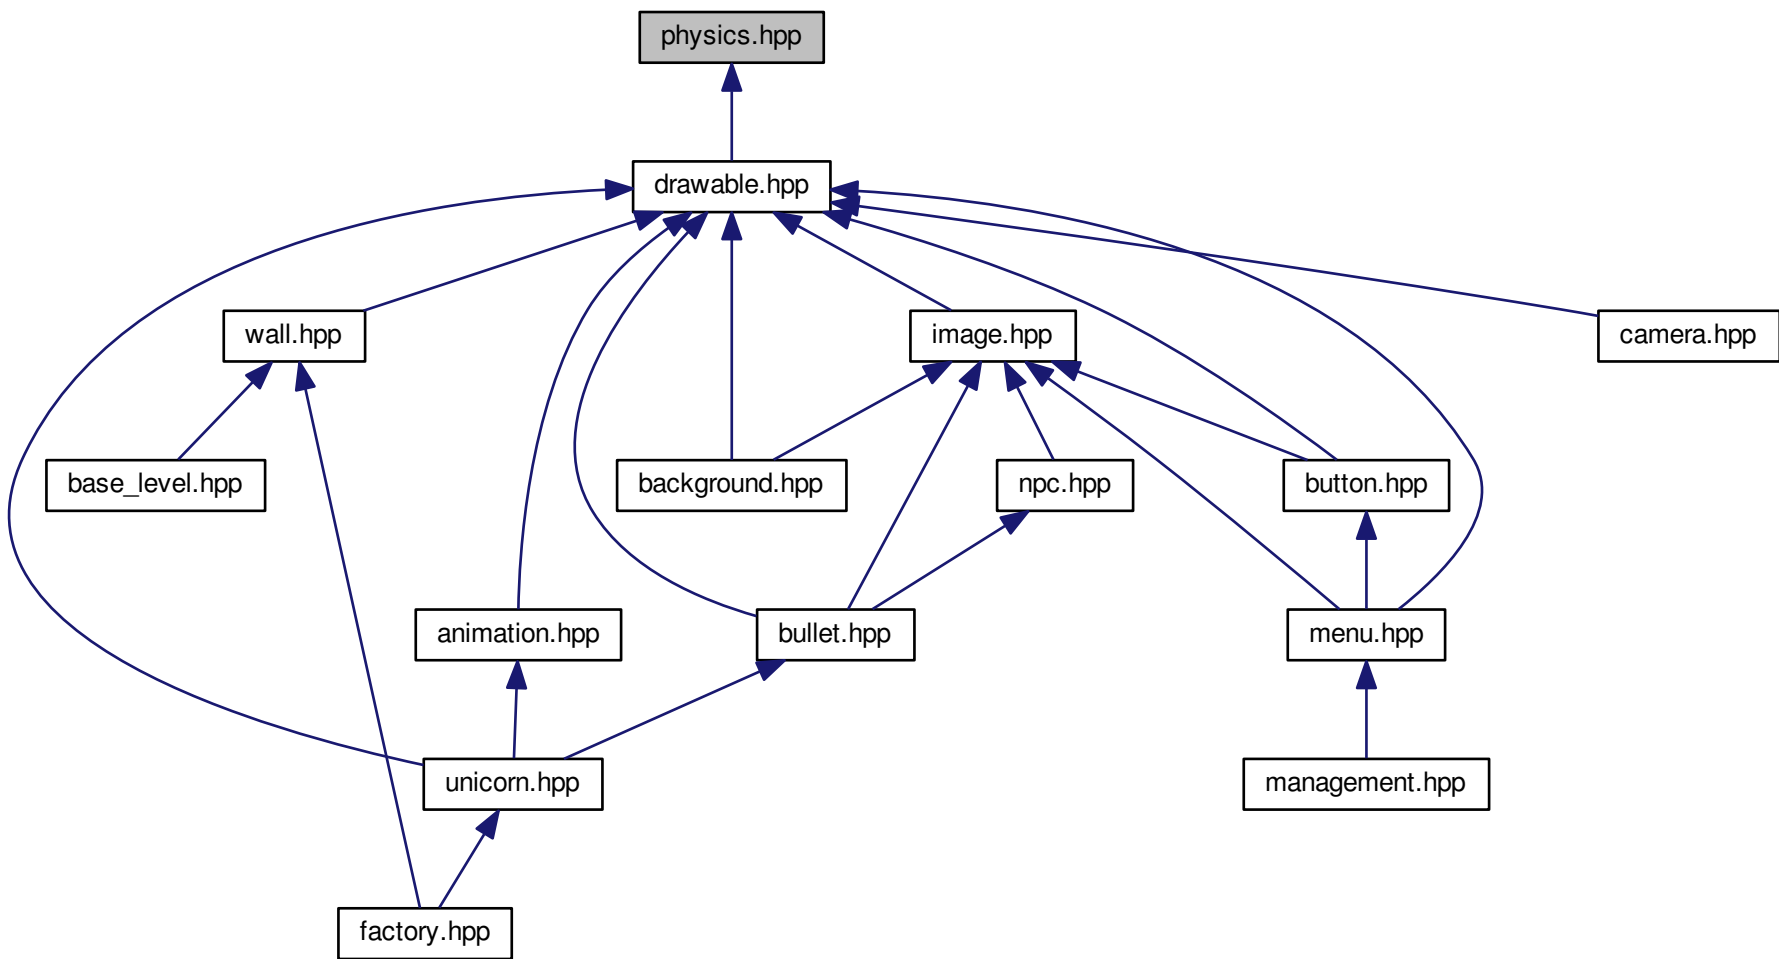 physics.hpp
drawable.hpp
wall.hpp
image.hpp
camera.hpp
base_level.hpp
background.hpp
npc.hpp
button.hpp
animation.hpp
bullet.hpp
menu.hpp
unicorn.hpp
management.hpp
factory.hpp